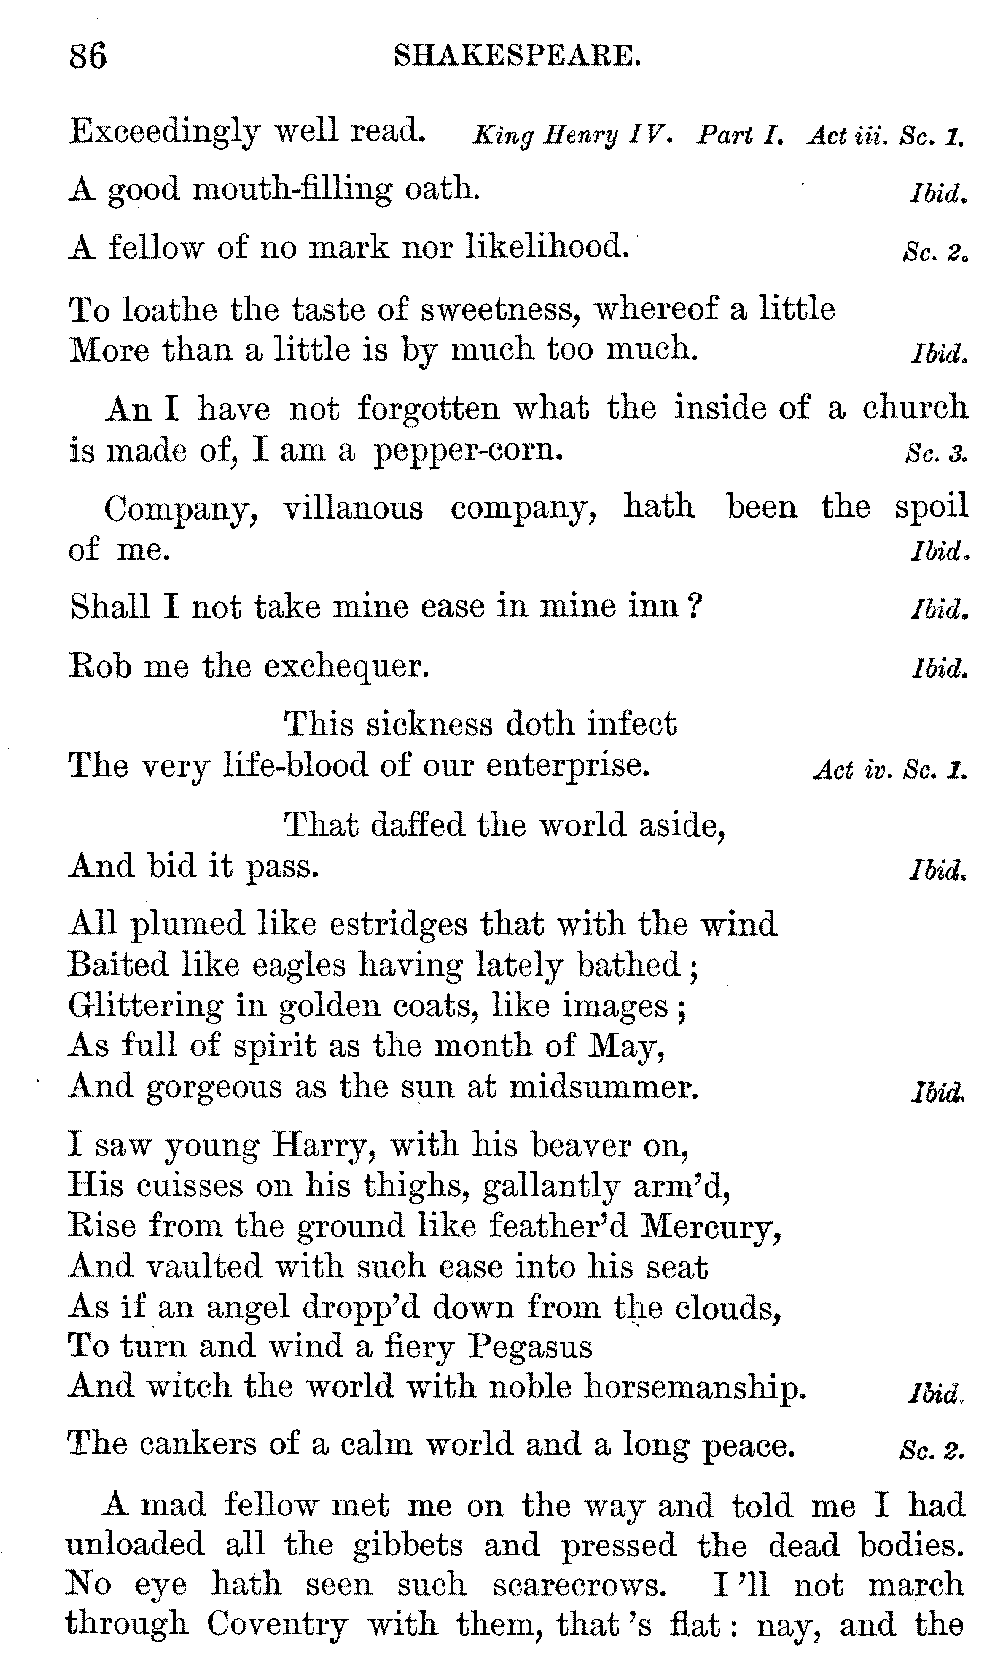 86 SHAKESPEARE.
Exceedingly well read. King Henry IV. Part I. Act iii. Sc. 1.
A good mouth-filling oath. Ibid.
A fellow of no mark nor likelihood. Sc. 2.
To loathe the taste of sweetness, whereof a little
More than a little is by much too much. Ibid.
An I have not forgotten what the inside of a church
is made of, I am a pepper-corn. Sc. 3.
Company, villanous company, hath been the spoil
of me. Ibid.
Shall I not take mine ease in mine inn ? Ibid.
Rob me the exchequer. Ibid.
This sickness doth infect
The very life-blood of our enterprise. Act iv. Sc. 1.
That daffed the world aside,
And bid it pass. Ibid.
All plumed like estridges that with the wind
Baited like eagles having lately bathed ;
Glittering in golden coats, like images ;
As full of spirit as the month of May,
And gorgeous as the sun at midsummer. Ibid.
I saw young Harry, with his beaver on,
His cuisses on his thighs, gallantly arm'd,
Rise from the ground like feather'd Mercury,
And vaulted with such ease into his seat
As if an angel dropp'd down from the clouds,
To turn and wind a fiery Pegasus
And witch the world with noble horsemanship. Ibid.
The cankers of a calm world and a long peace. Sc. 2.
A mad fellow met me on the way and told me I had
unloaded all the gibbets and pressed the dead bodies.
No eye hath seen such scarecrows. I 'll not march
through Coventry with them, that 's flat : nay, and the